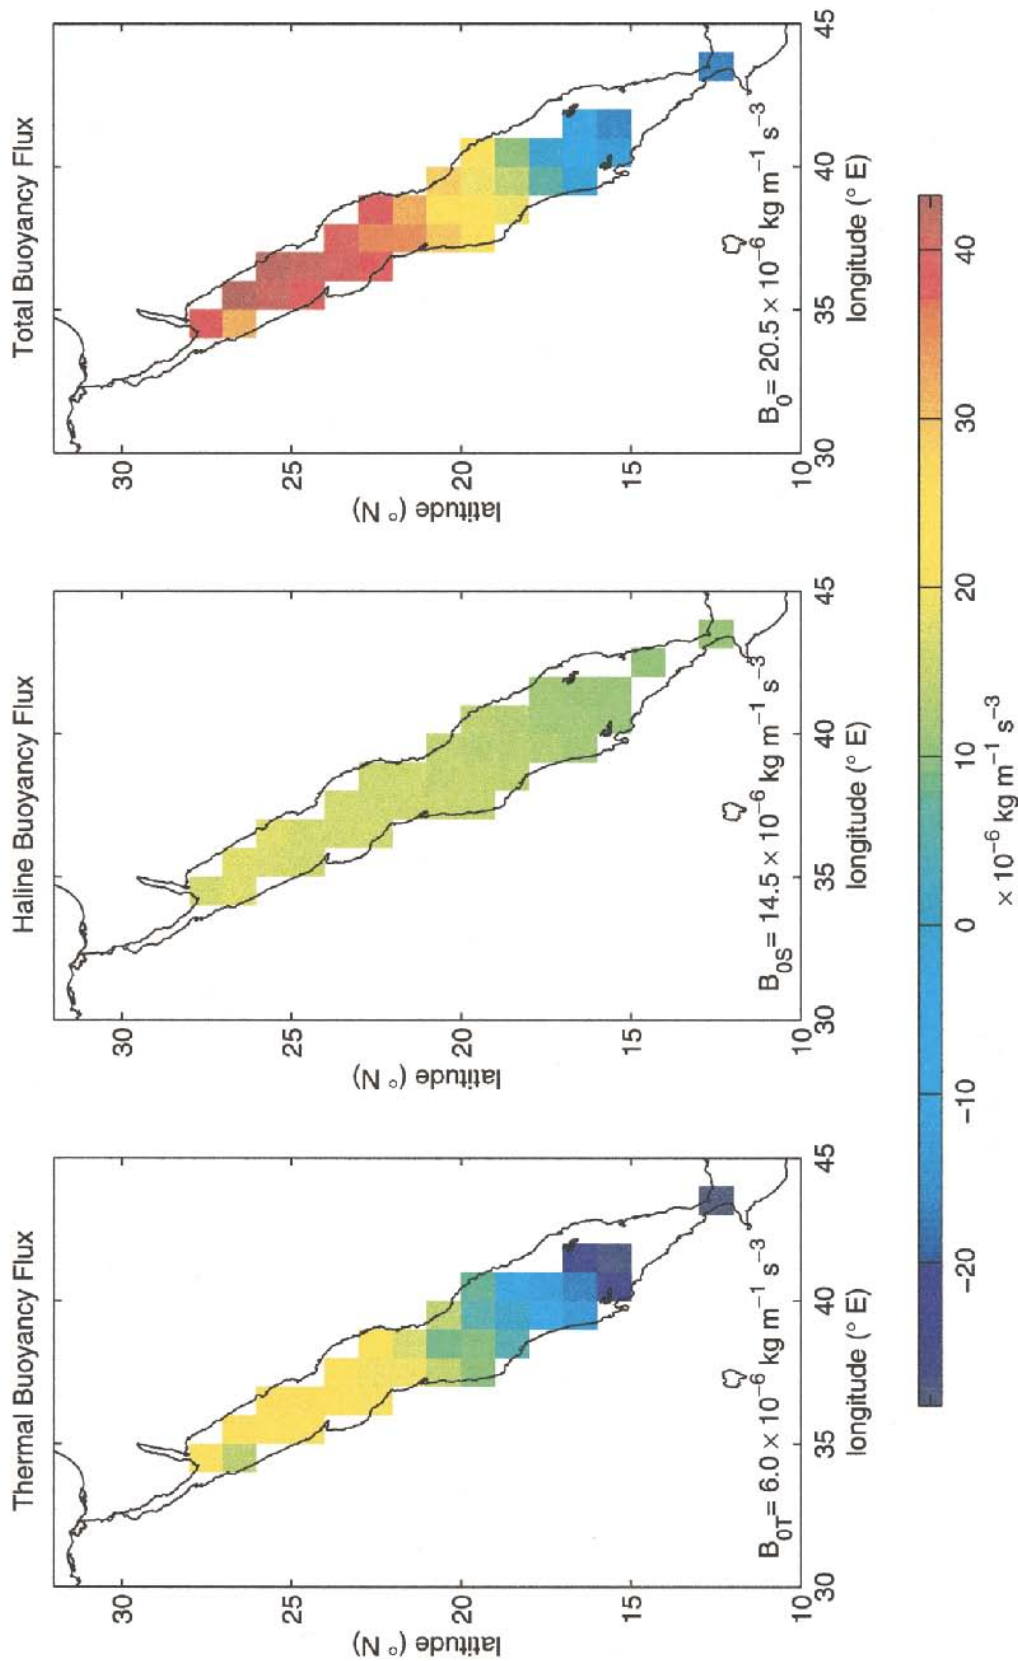 Thermal Buoyancy Flux
30
25
20
15
10
latitude (° N)
30
35
40
45
longitude (° E)
B0T= 6.0 × 10−6 kg m−1 s−3
Haline Buoyancy Flux
30
25
20
15
10
latitude (° N)
30
35
40
45
longitude (° E)
B0S= 14.5 × 10−6 kg m−1 s−3
Total Buoyancy Flux
30
25
20
15
10
latitude (° N)
30
35
40
45
longitude (° E)
B0= 20.5 × 10−6 kg m−1 s−3
−20
−10
0
10
20
30
40
× 10−6 kg m−1 s−3